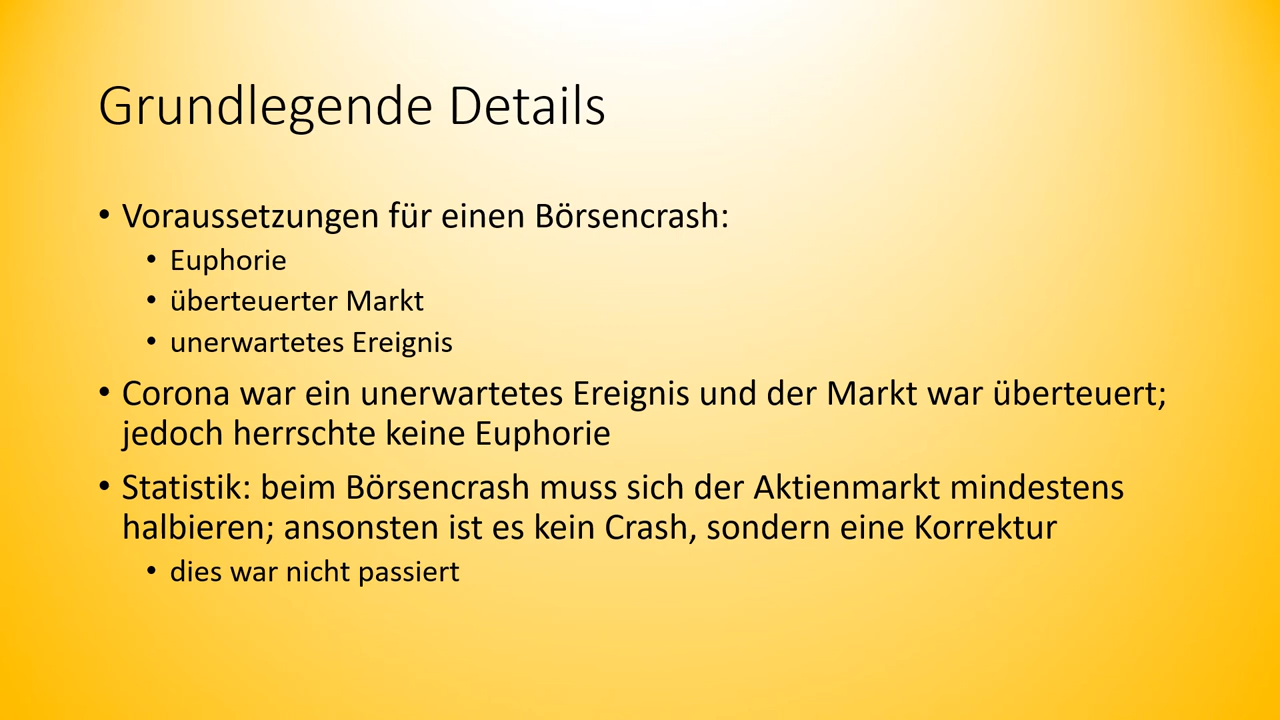 Grundlegende Details
• Voraussetzungen für einen Börsencrash:
• Euphorie
• überteuerter Markt
• unerwartetes Ereignis
• Corona war ein unerwartetes Ereignis und der Markt war überteuert;
jedoch herrschte keine Euphorie
• Statistik: beim Börsencrash muss sich der Aktienmarkt mindestens
halbieren; ansonsten ist es kein Crash, sondern eine Korrektur
• dies war nicht passiert